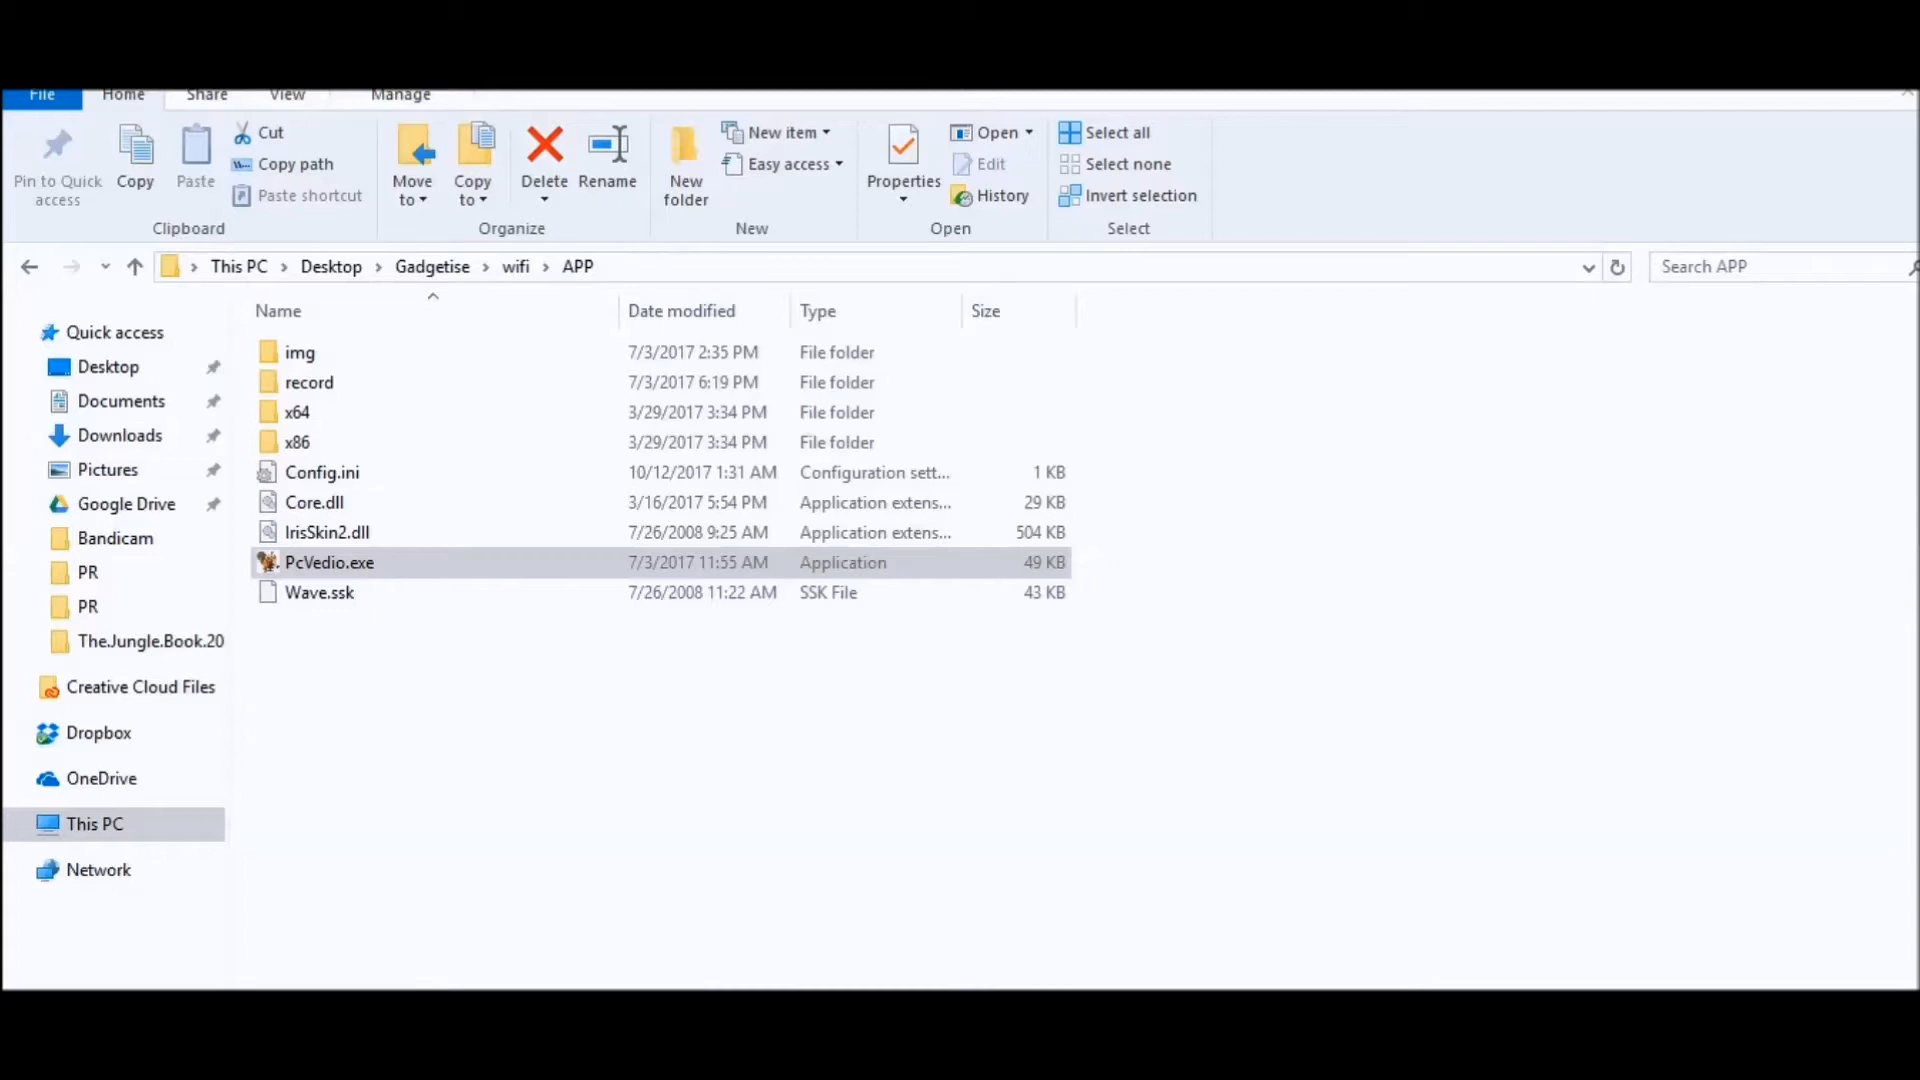 File Home Share View Manage
Pin to Quick access
Copy
Paste
Cut
Copy path
Paste shortcut
Clipboard
Move to
Copy to
Delete
Rename
Organize
New folder
New item
Easy access
New
Properties
Open
Edit
History
Open
Select all
Select none
Invert selection
Select
This PC > Desktop > Gadgetise > wifi > APP
Search APP
Name Date modified Type Size
img 7/3/2017 2:35 PM File folder
record 7/3/2017 6:19 PM File folder
x64 3/29/2017 3:34 PM File folder
x86 3/29/2017 3:34 PM File folder
Config.ini 10/12/2017 1:31 AM Configuration sett... 1 KB
Core.dll 3/16/2017 5:54 PM Application extens... 29 KB
IrisSkin2.dll 7/26/2008 9:25 AM Application extens... 504 KB
PcVedio.exe 7/3/2017 11:55 AM Application 49 KB
Wave.ssk 7/26/2008 11:22 AM SSK File 43 KB
Quick access
Desktop
Documents
Downloads
Pictures
Google Drive
Bandicam
PR
PR
The.Jungle.Book.20
Creative Cloud Files
Dropbox
OneDrive
This PC
Network